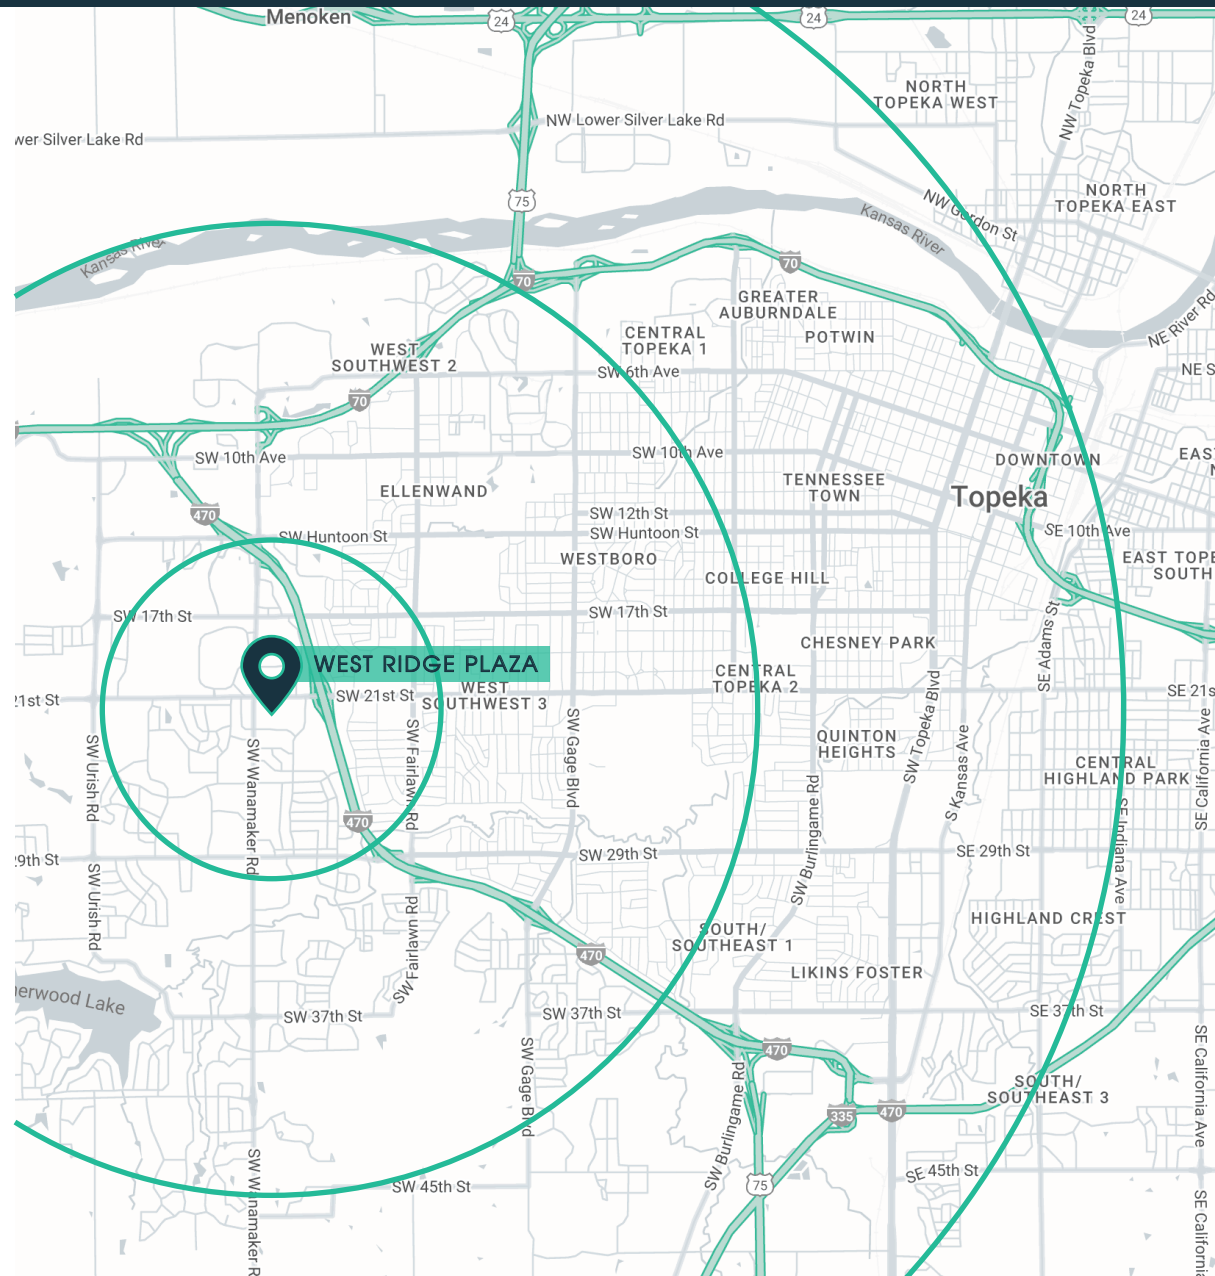 Menoken
24
24
24
NW Topeka Blvd
NORTH
TOPEKA WEST
NW Lower Silver Lake Rd
wer Silver Lake Rd
75
NORTH
TOPEKA EAST
NW Gordon St
Kansas River
Kansas River
70
70
GREATER
AUBURNDALE
NE River Rd
CENTRAL
TOPEKA 1
POTWIN
WEST
SOUTHWEST 2
SW 6th Ave
NE S
70
SW 10th Ave
SW 10th Ave
DOWNTOWN
EAS
ELLENWAND
TENNESSEE
TOWN
Topeka
470
SW 12th St
SW Huntoon St
SW Huntoon St
SE 10th Ave
WESTBORO
EAST TOPE
SOUTH
COLLEGE HILL
SW 17th St
SW 17th St
SE Adams St
CHESNEY PARK
WEST RIDGE PLAZA
CENTRAL
TOPEKA 2
21st St
SW 21st St
WEST
SOUTHWEST 3
SE 21s
SW Urish Rd
SW Wanamaker Rd
SW Fairlawn Rd
SW Gage Blvd
QUINTON
HEIGHTS
SW Topeka Blvd
S Kansas Ave
CENTRAL
HIGHLAND PARK
SE California Ave
470
SW Burlingame Rd
SE Indiana Ave
29th St
SW 29th St
SE 29th St
SW Urish Rd
SW Fairlawn Rd
HIGHLAND CREST
SOUTH/
SOUTHEAST 1
470
LIKINS FOSTER
herwood Lake
SW 37th St
SW 37th St
SE 37th St
470
SW Gage Blvd
SW Burlingame Rd
SOUTH/
SOUTHEAST 3
SE California Ave
335
470
SW Wanamaker R
SW 45th St
75
SE 45th St
SE California